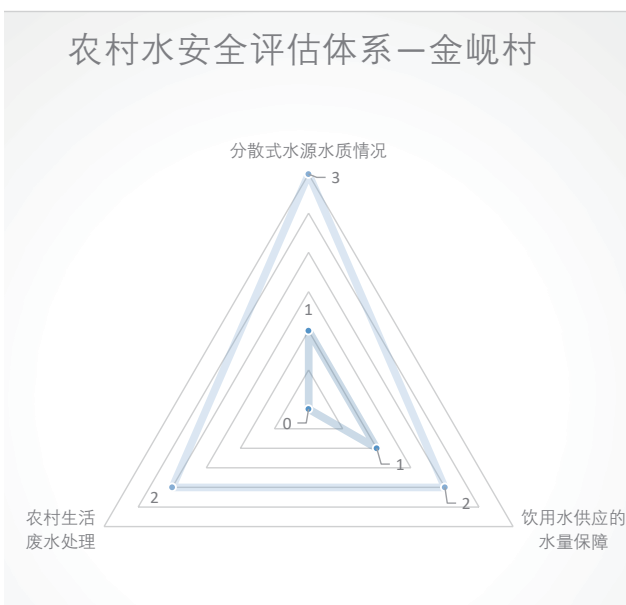 农村水安全评估体系—金岘村
分散式水源水质情况
3
1
0
1
2
2
农村生活
废水处理
饮用水供应的
水量保障